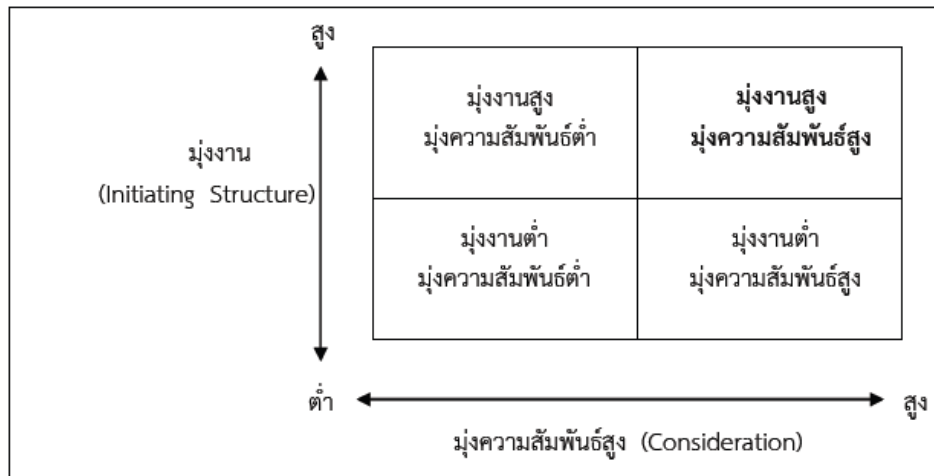 สูง
มุ่งงานสูง
มุ่งความสัมพันธ์ต่ำ
มุ่งงานสูง
มุ่งความสัมพันธ์สูง
มุ่งงาน
(Initiating Structure)
มุ่งงานต่ำ
มุ่งความสัมพันธ์ต่ำ
มุ่งงานต่ำ
มุ่งความสัมพันธ์สูง
ต่ำ
สูง
มุ่งความสัมพันธ์สูง (Consideration)